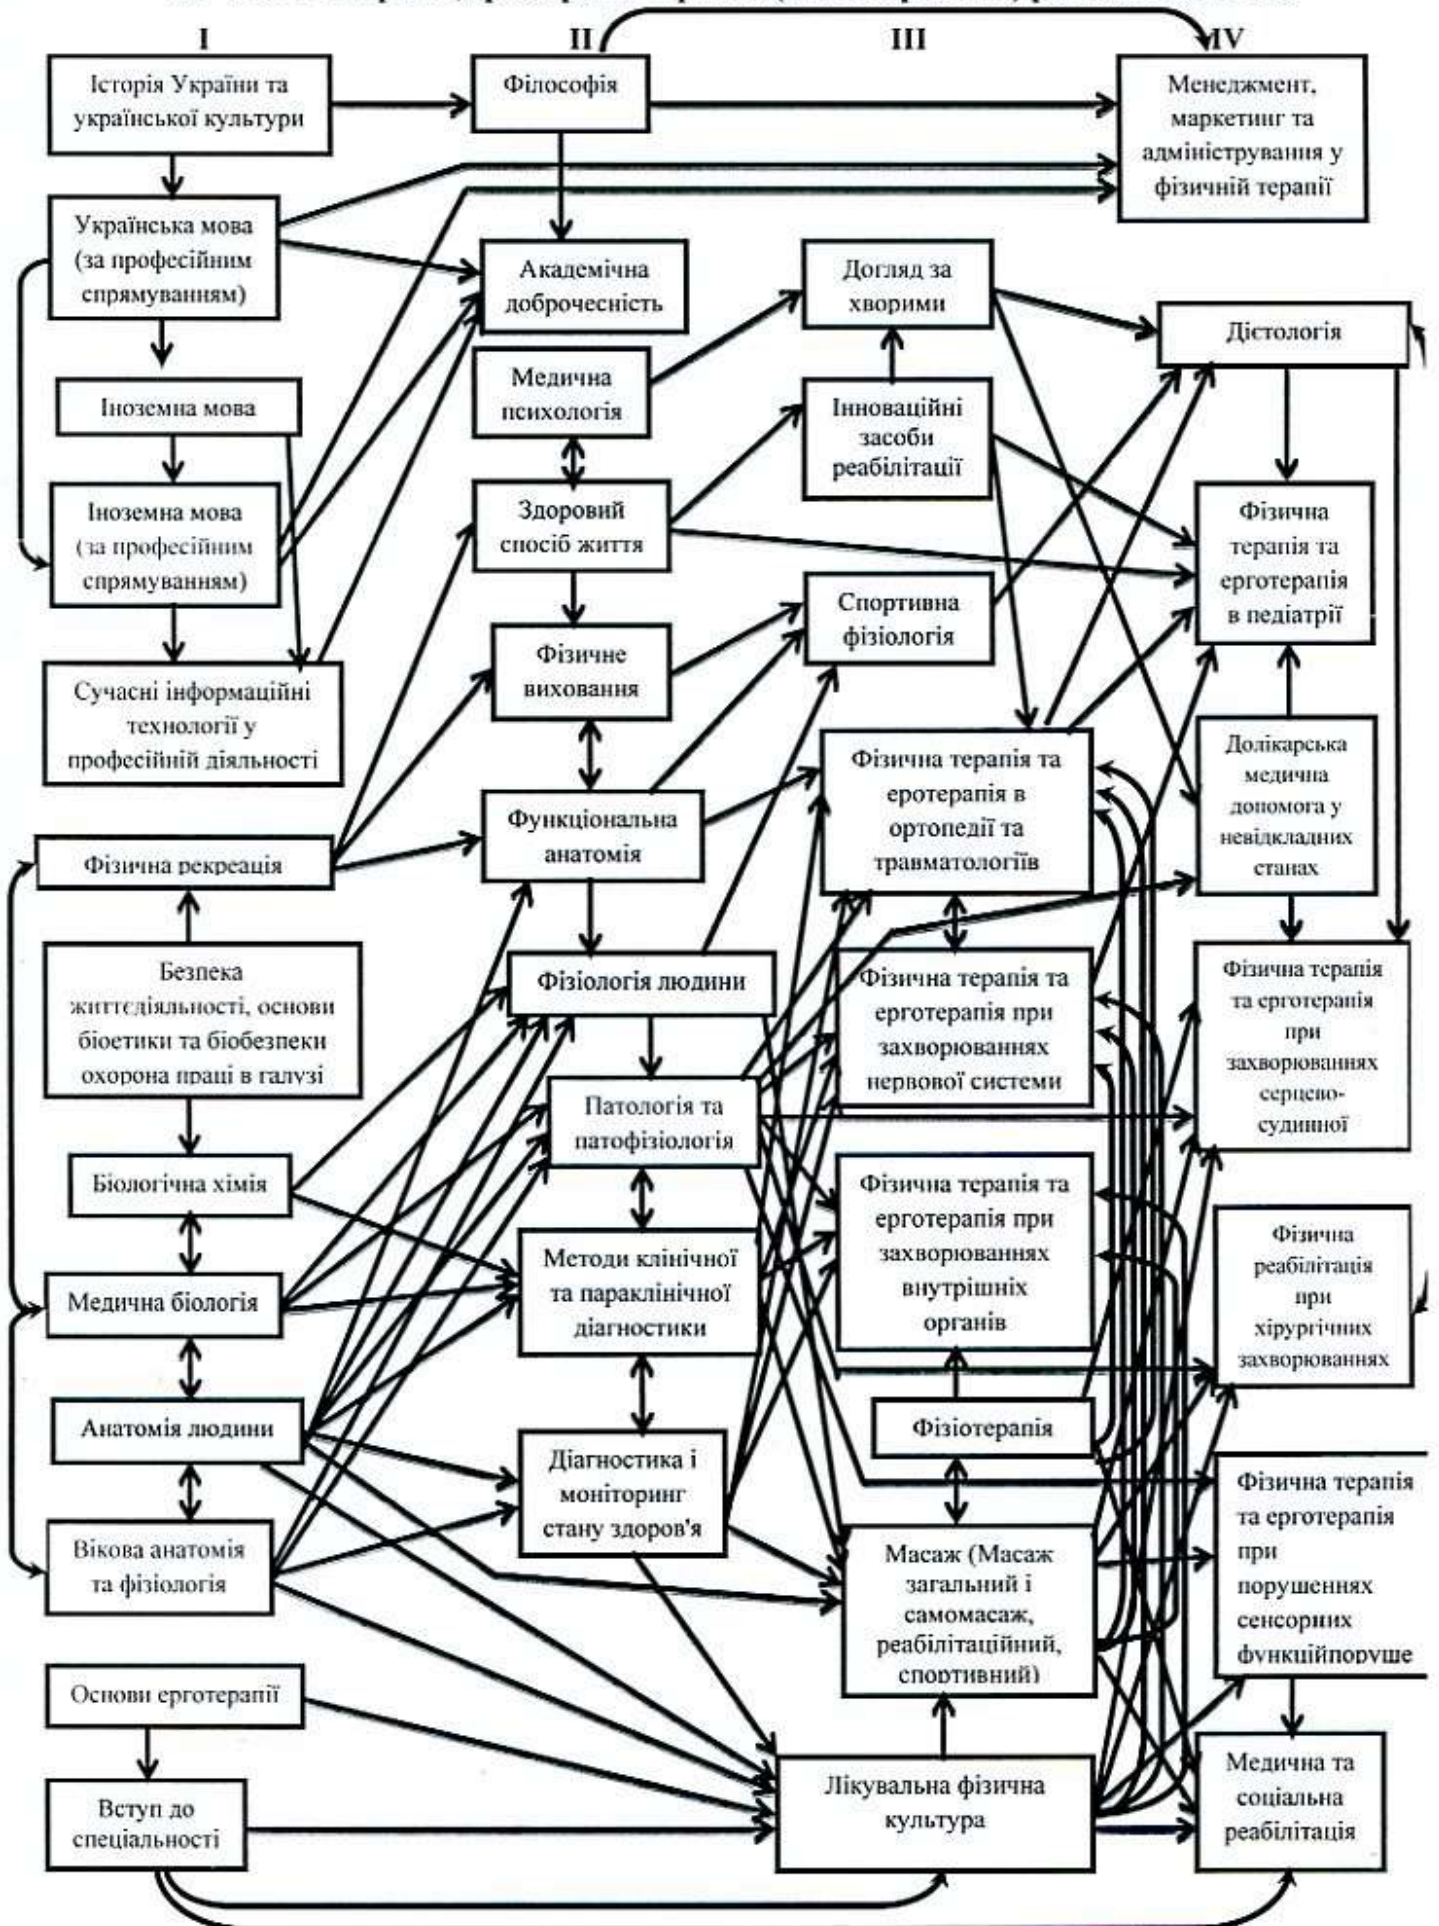 I
II
III
IV
Історія України та
української культури
Українська мова
(за професійним
спрямуванням)
Іноземна мова
Іноземна мова
(за професійним
спрямуванням)
Сучасні інформаційні
технології у
професійній діяльності
Фізична рекреація
Безпека
життєдіяльності, основи
біоетики та біобезпеки
охорона праці в галузі
Біологічна хімія
Медична біологія
Анатомія людини
Вікова анатомія
та фізіологія
Основи ерготерапії
Вступ до
спеціальності
Філософія
Академічна
доброчесність
Медична
психологія
Здоровий
спосіб життя
Фізичне
виховання
Функціональна
анатомія
Фізіологія людини
Патологія та
патофізіологія
Методи клінічної
та параклінічної
діагностики
Діагностика і
моніторинг
стану здоров'я
Догляд за
хворими
Інноваційні
засоби
реабілітації
Спортивна
фізіологія
Фізична терапія та
еротерапія в
ортопедії та
травматологіїв
Фізична терапія та
ерготерапія при
захворюваннях
нервової системи
Фізична терапія та
ерготерапія при
захворюваннях
внутрішніх
органів
Фізіотерапія
Масаж (Масаж
загальний і
самомасаж,
реабілітаційний,
спортивний)
Лікувальна фізична
культура
Менеджмент,
маркетинг та
адміністрування у
фізичній терапії
Дієтологія
Фізична
терапія та
ерготерапія
в педіатрії
Долікарська
медична
допомога у
невідкладних
станах
Фізична терапія
та ерготерапія
при
захворюваннях
серцево-
судинної
Фізична
реабілітація
при
хірургічних
захворюваннях
Фізична терапія
та ерготерапія
при
порушеннях
сенсорних
функційпоруше
Медична та
соціальна
реабілітація